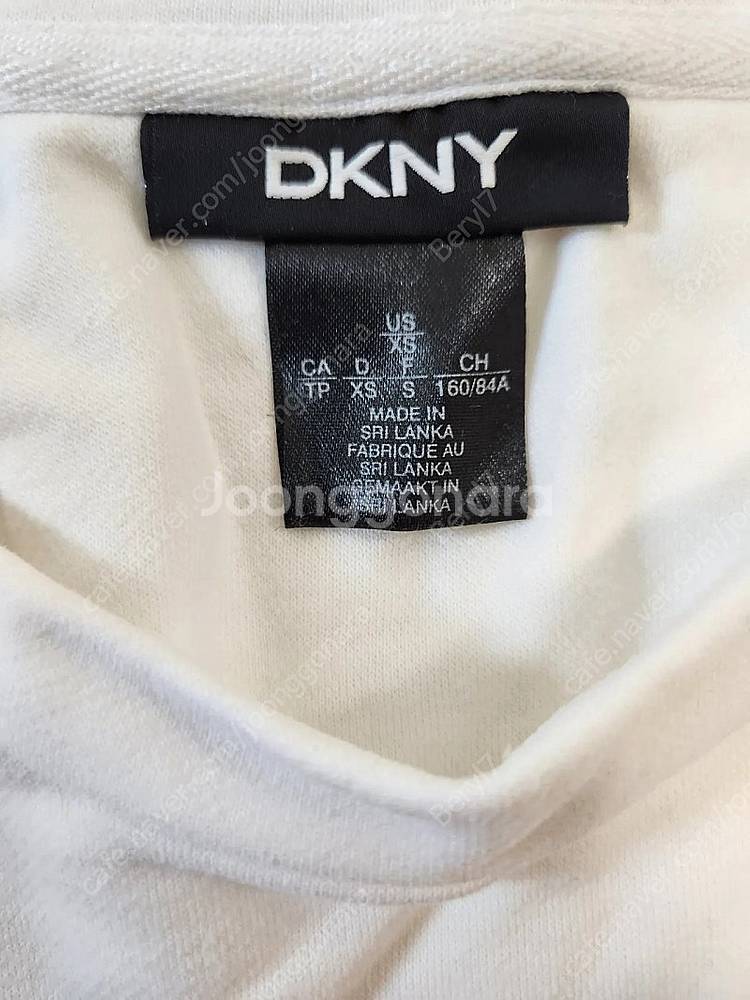 DKNY
US
XS
CA D F CH
TP XS S 160/84A
MADE IN
SRI LANKA
FABRIQUE AU
SRI LANKA
GEMAAKT IN
SRI LANKA
Joonggonara
cafe.naver.com/joonggonara
Beryl7